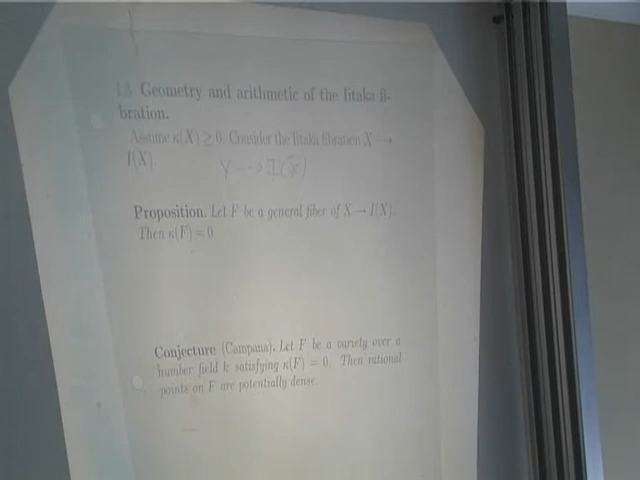 1.3 Geometry and arithmetic of the Iitaka fi-
bration.
Assume κ(X) ≥ 0. Consider the Iitaka fibration X →
I(X).
X ⇢ I(X)
Proposition. Let F be a general fiber of X → I(X).
Then κ(F) = 0
Conjecture (Campana). Let F be a variety over a
number field k satisfying κ(F) = 0. Then rational
points on F are potentially dense.